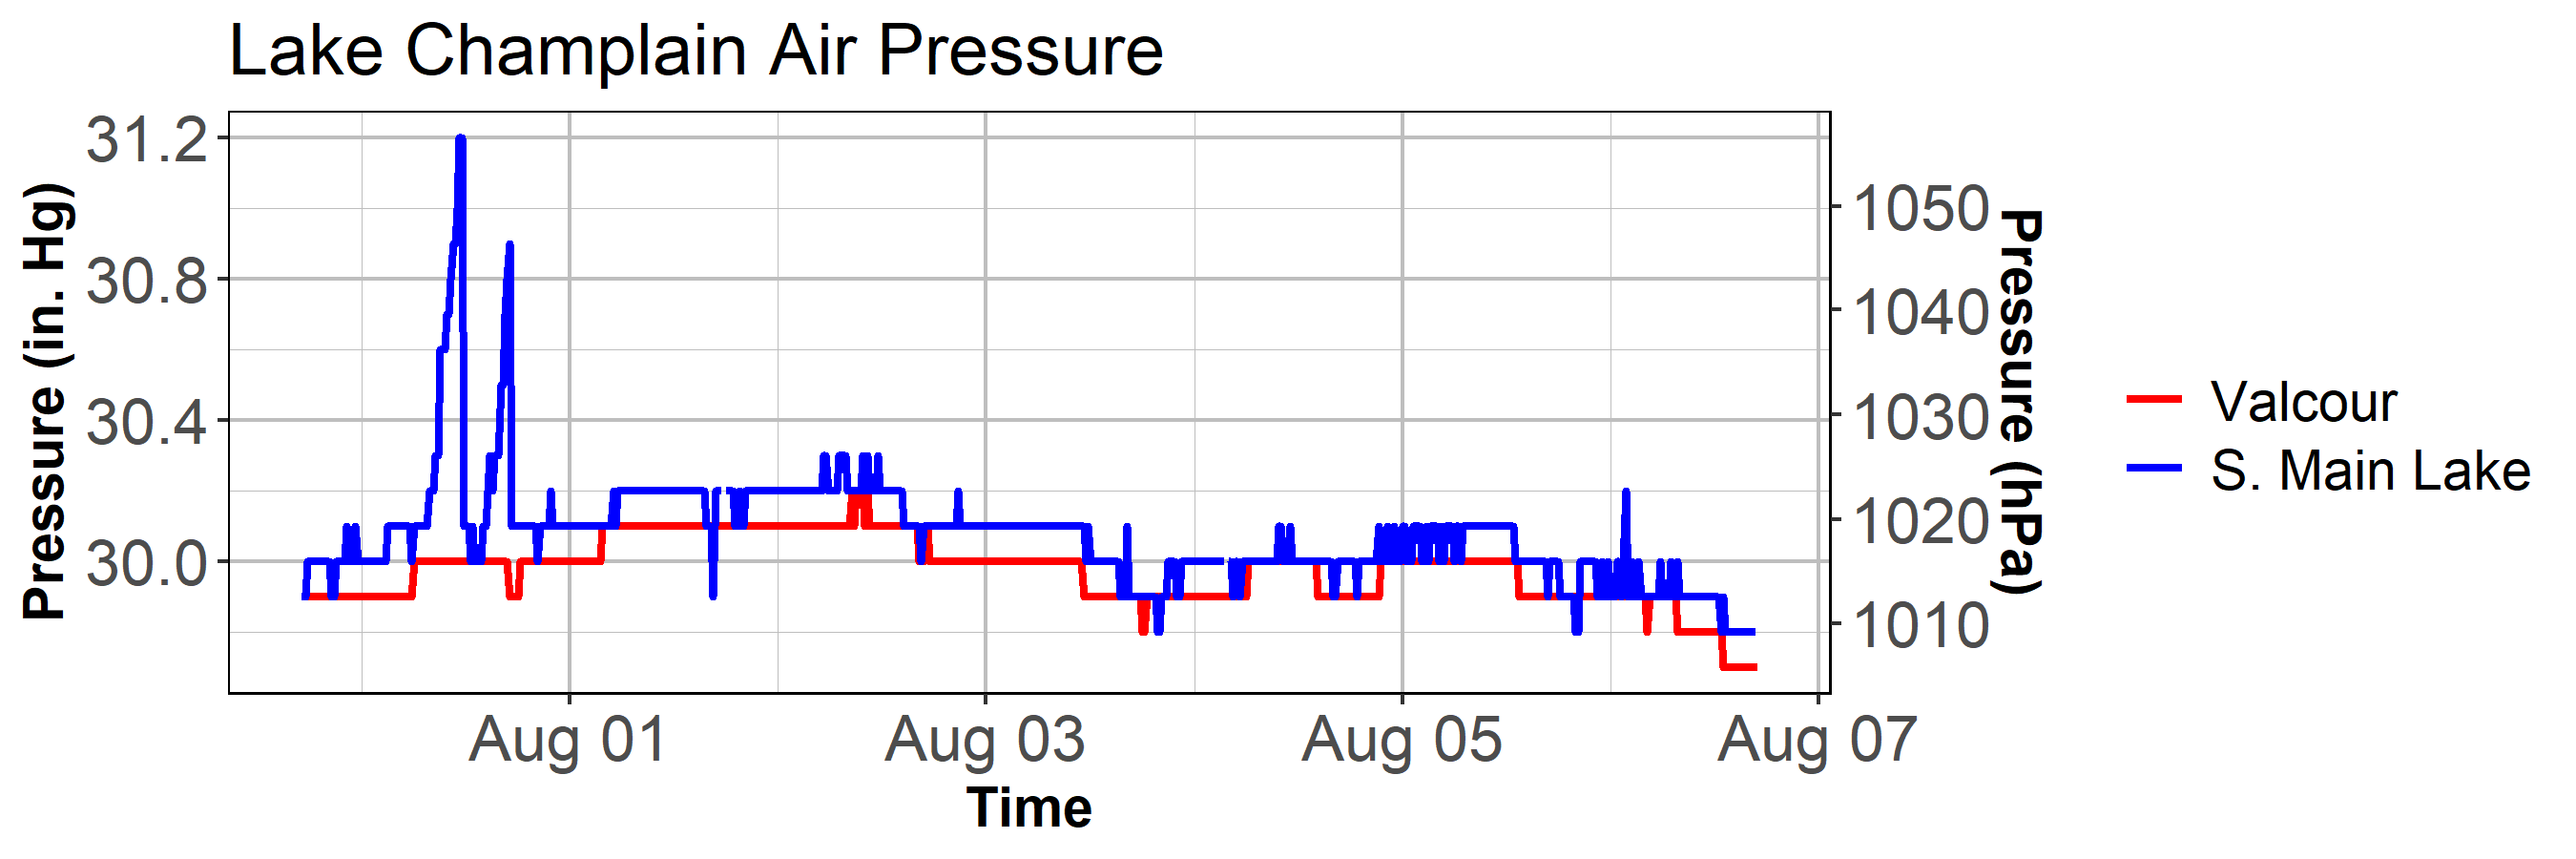 Lake Champlain Air Pressure
31.2
30.8
30.4
30.0
Pressure (in. Hg)
1050
1040
1030
1020
1010
Pressure (hPa)
Aug 01 Aug 03 Aug 05 Aug 07
Time
Valcour
S. Main Lake